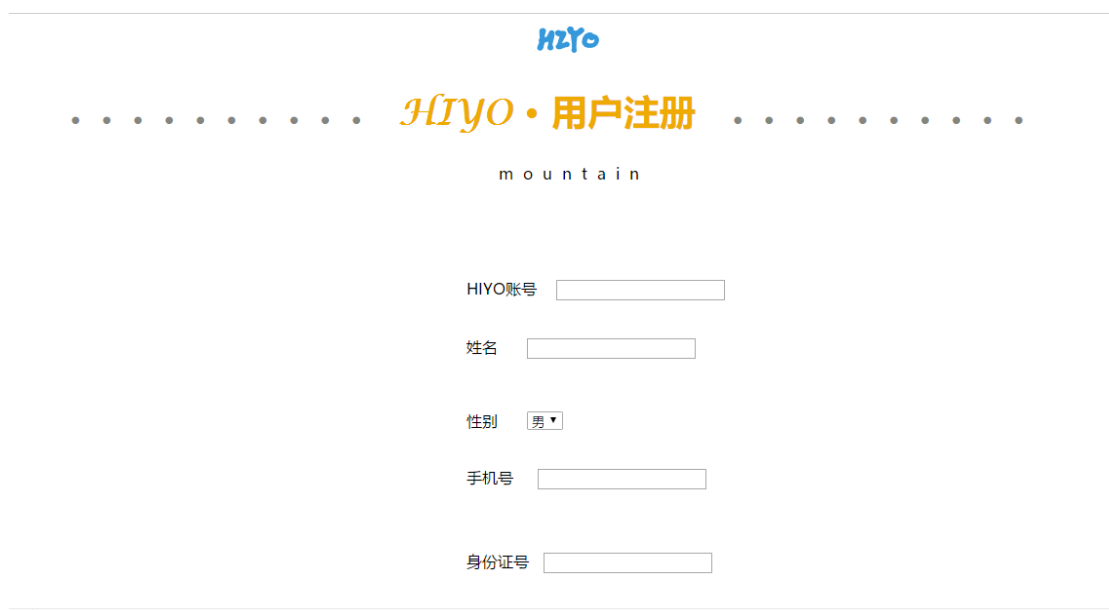 HZYO
• • • • • • • • • • HIYO • 用户注册 • • • • • • • • • •
mountain
HIYO账号
姓名
性别 男
手机号
身份证号